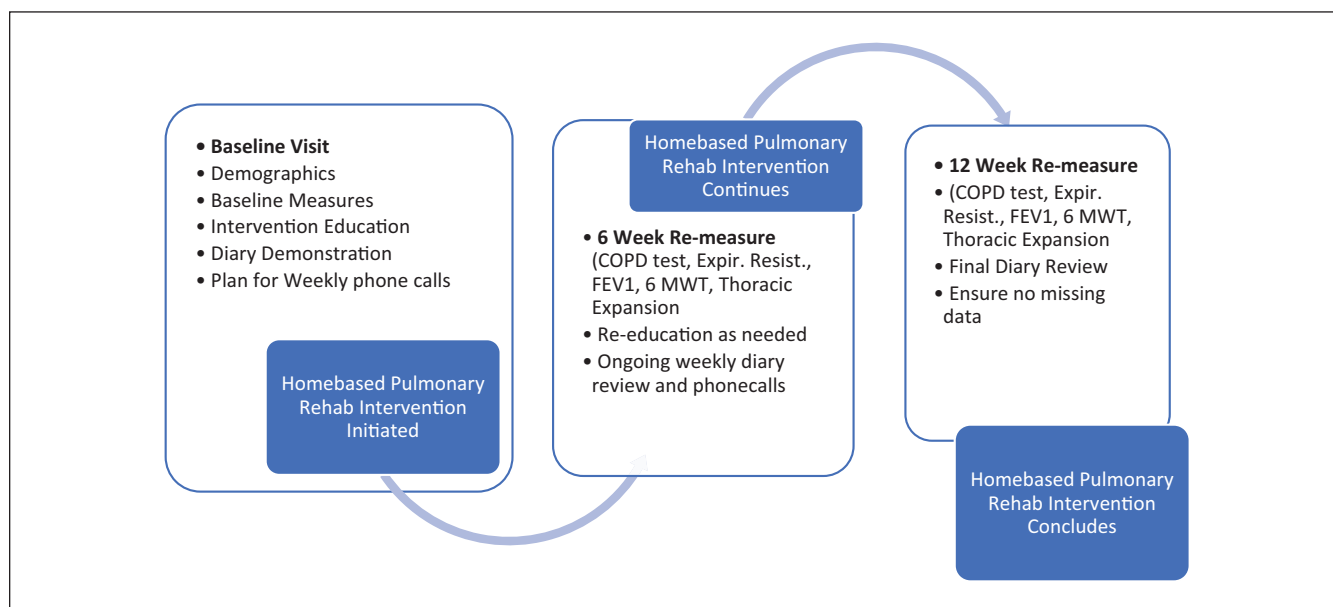 • Baseline Visit
• Demographics
• Baseline Measures
• Intervention Education
• Diary Demonstration
• Plan for Weekly phone calls
Homebased Pulmonary
Rehab Intervention
Initiated
Homebased Pulmonary
Rehab Intervention
Continues
• 6 Week Re-measure
(COPD test, Expir. Resist.,
FEV1, 6 MWT, Thoracic
Expansion
• Re-education as needed
• Ongoing weekly diary
review and phonecalls
• 12 Week Re-measure
• (COPD test, Expir.
Resist., FEV1, 6 MWT,
Thoracic Expansion
• Final Diary Review
• Ensure no missing
data
Homebased Pulmonary
Rehab Intervention
Concludes